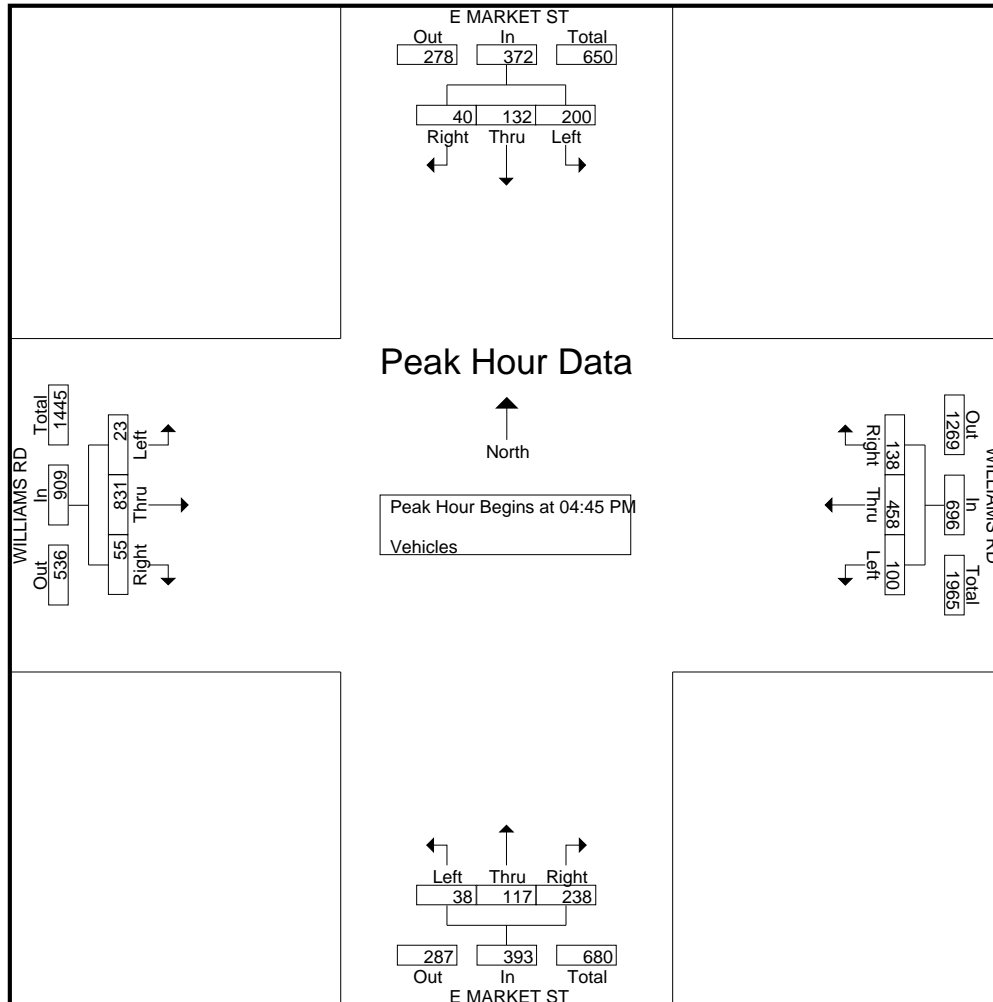 E MARKET ST
Out In Total
278 372 650
40 132 200
Right Thru Left
Peak Hour Data
North
Peak Hour Begins at 04:45 PM
Vehicles
WILLIAMS RD
Total In Out
1445 909 536
23 831 55
Left Thru Right
WILLIAMS RD
Out In Total
1269 696 1965
138 458 100
Right Thru Left
Left Thru Right
38 117 238
287 393 680
Out In Total
E MARKET ST